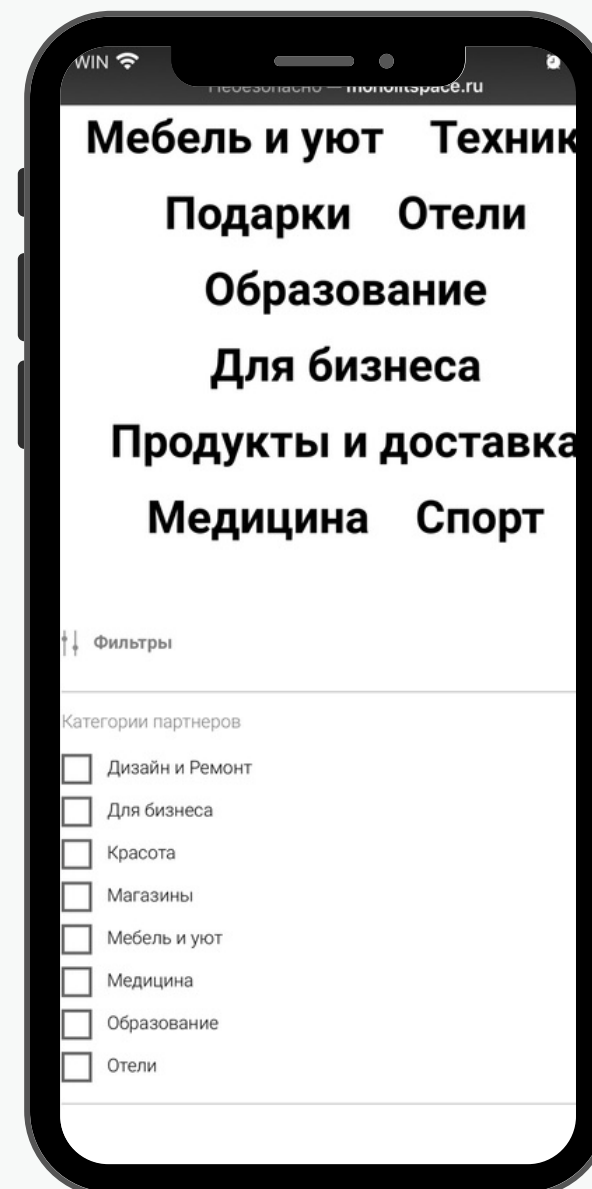 WIN
Небезопасно — monolitspace.ru
Мебель и уют Техник
Подарки Отели
Образование
Для бизнеса
Продукты и доставка
Медицина Спорт
Фильтры
Категории партнеров
Дизайн и Ремонт
Для бизнеса
Красота
Магазины
Мебель и уют
Медицина
Образование
Отели